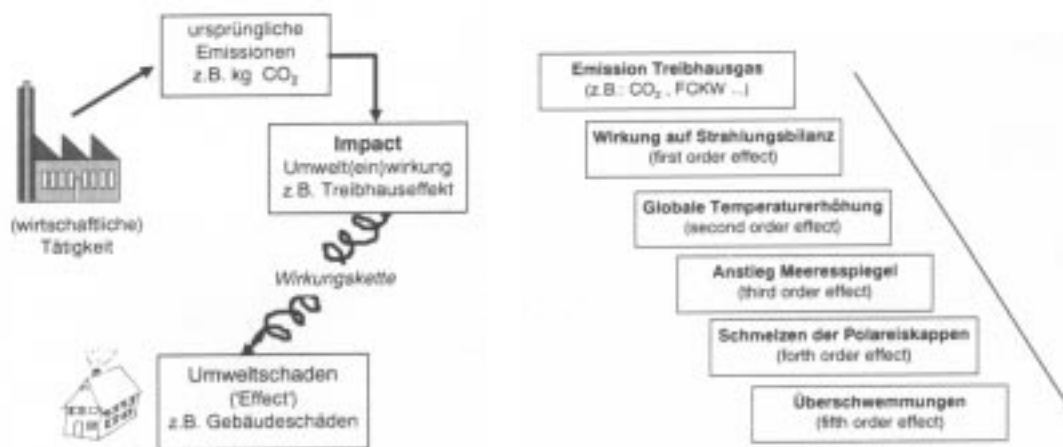 ursprüngliche
Emissionen
z.B. kg CO₂
(wirtschaftliche)
Tätigkeit
Impact
Umwelt(ein)wirkung
z.B. Treibhauseffekt
Wirkungskette
Umweltschaden
('Effect')
z.B. Gebäudeschäden
Emission Treibhausgas
(z.B.: CO₂ , FCKW ...)
Wirkung auf Strahlungsbilanz
(first order effect)
Globale Temperaturerhöhung
(second order effect)
Anstieg Meeresspiegel
(third order effect)
Schmelzen der Polareiskappen
(forth order effect)
Überschwemmungen
(fifth order effect)